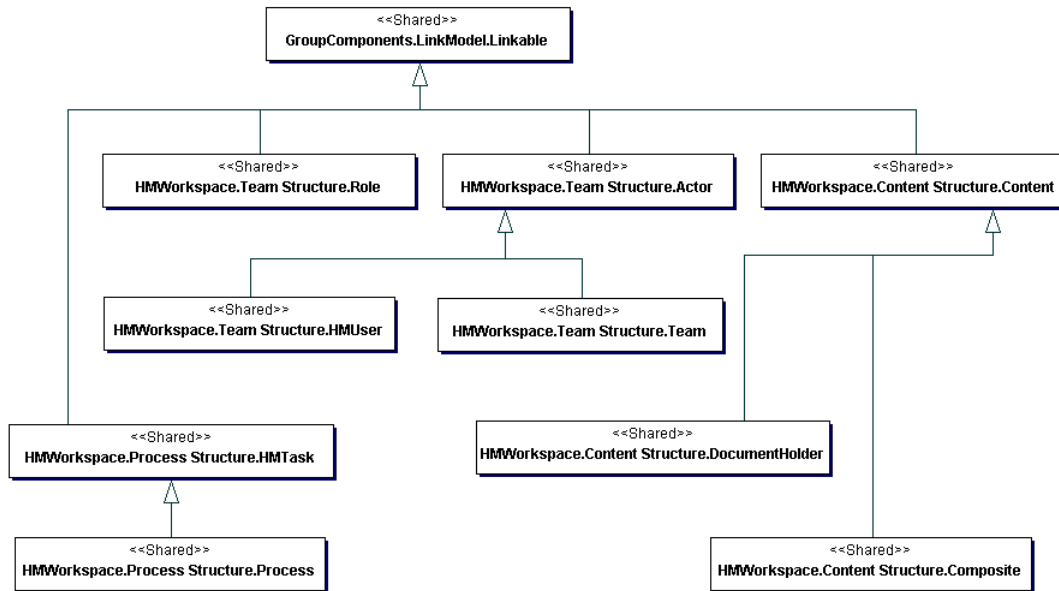 <<Shared>>
GroupComponents.LinkModel.Linkable
<<Shared>>
HMWorkspace.Team Structure.Role
<<Shared>>
HMWorkspace.Team Structure.Actor
<<Shared>>
HMWorkspace.Content Structure.Content
<<Shared>>
HMWorkspace.Team Structure.HMUser
<<Shared>>
HMWorkspace.Team Structure.Team
<<Shared>>
HMWorkspace.Process Structure.HMTask
<<Shared>>
HMWorkspace.Content Structure.DocumentHolder
<<Shared>>
HMWorkspace.Process Structure.Process
<<Shared>>
HMWorkspace.Content Structure.Composite